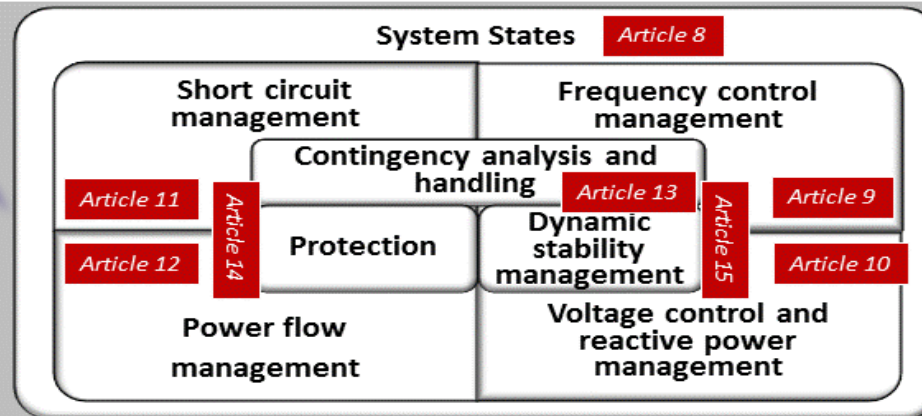 System States
Article 8
Short circuit
management
Frequency control
management
Contingency analysis and
handling
Article 13
Article 11
Article 9
Article 14
Protection
Dynamic
stability
management
Article 15
Article 12
Article 10
Power flow
management
Voltage control and
reactive power
management